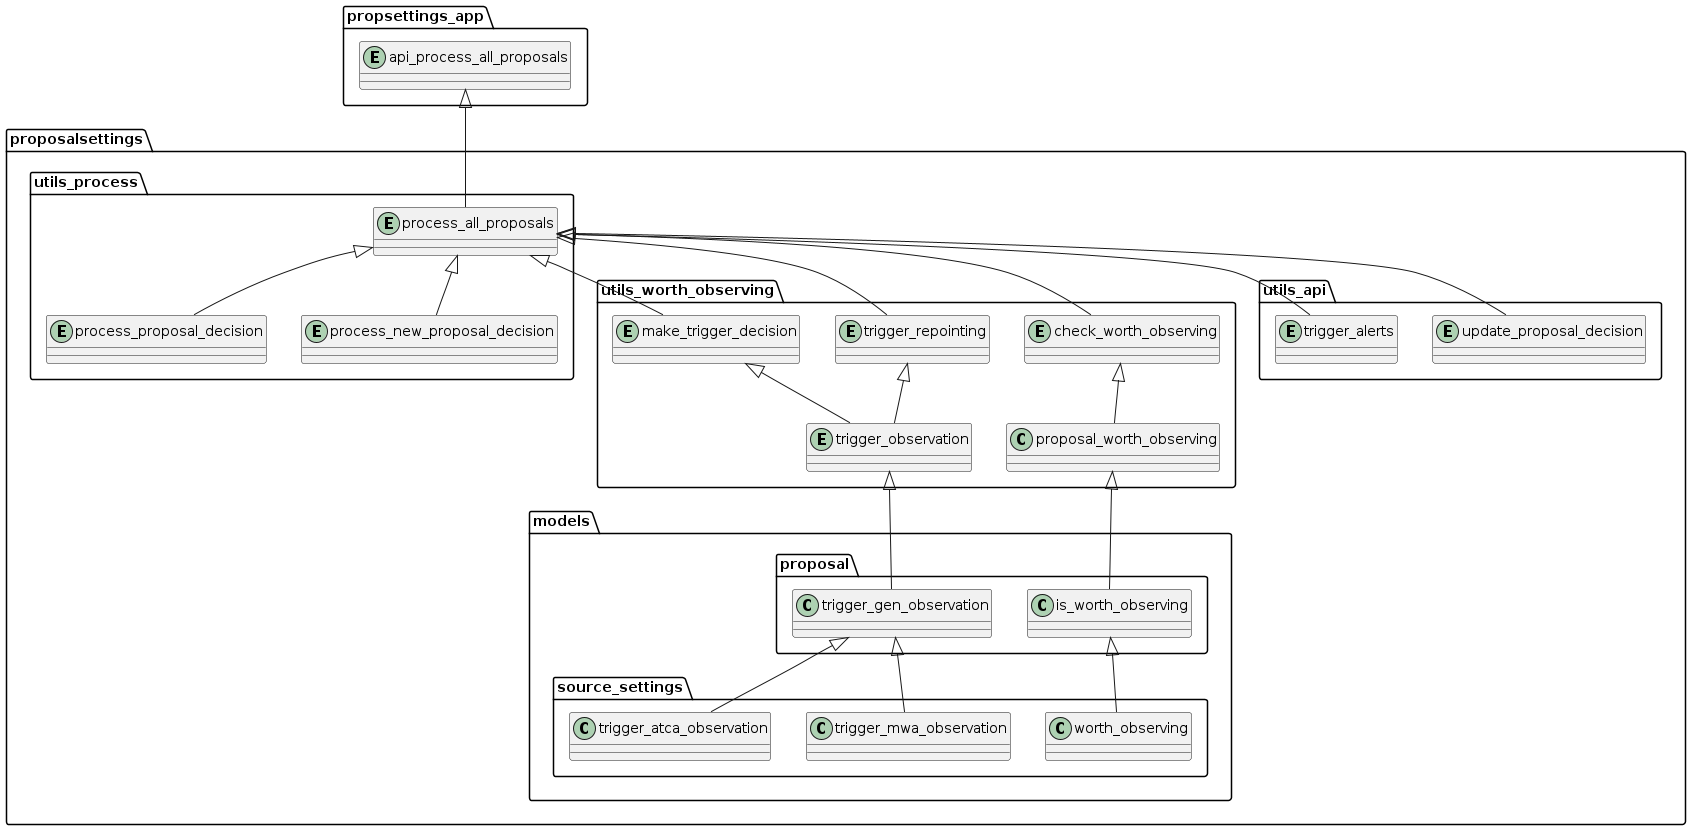 propsettings_app
E api_process_all_proposals
proposalsettings
utils_process
E process_all_proposals
E process_proposal_decision
E process_new_proposal_decision
utils_worth_observing
E make_trigger_decision
E trigger_repointing
E check_worth_observing
utils_api
E trigger_alerts
E update_proposal_decision
E trigger_observation
C proposal_worth_observing
models
proposal
C trigger_gen_observation
C is_worth_observing
source_settings
C trigger_atca_observation
C trigger_mwa_observation
C worth_observing